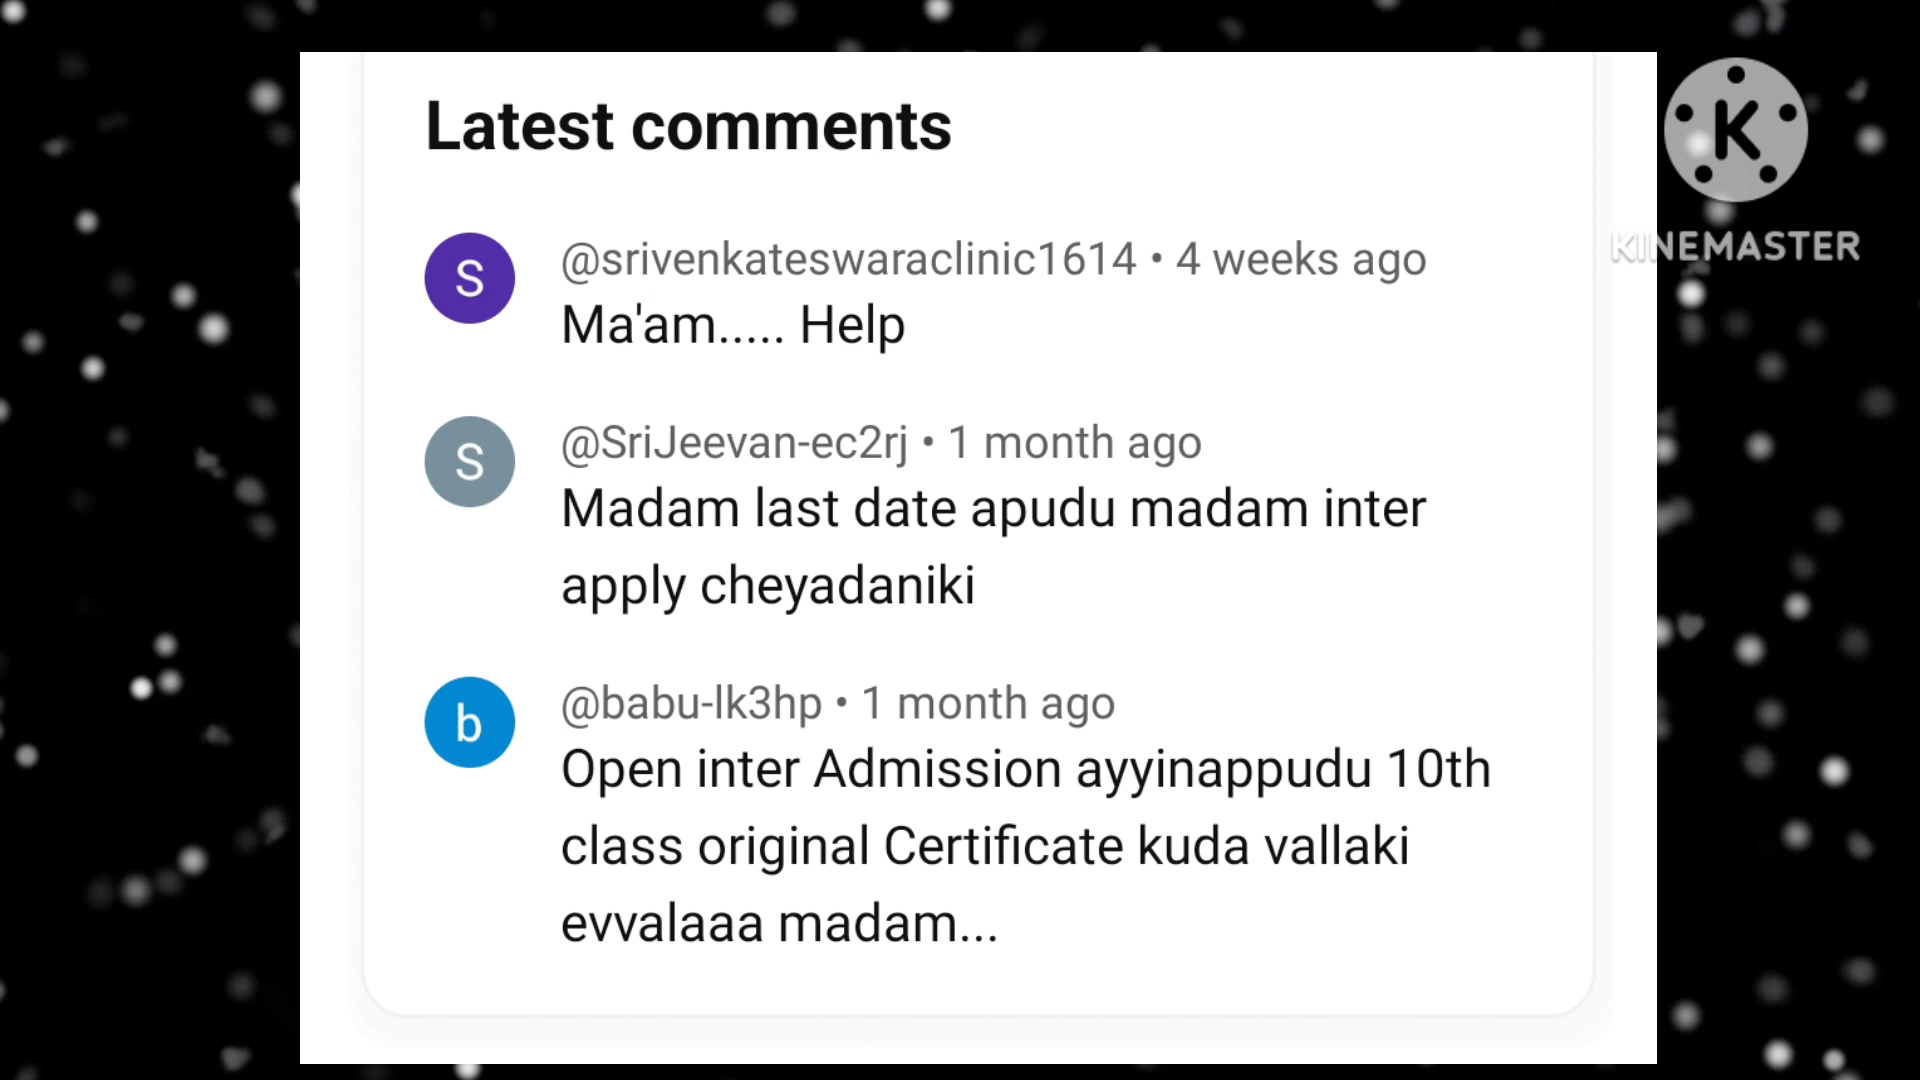 Latest comments
S
@srivenkateswaraclinic1614 • 4 weeks ago
Ma'am..... Help
S
@SriJeevan-ec2rj • 1 month ago
Madam last date apudu madam inter
apply cheyadaniki
b
@babu-lk3hp • 1 month ago
Open inter Admission ayyinappudu 10th
class original Certificate kuda vallaki
evvalaaa madam...
K
KINEMASTER